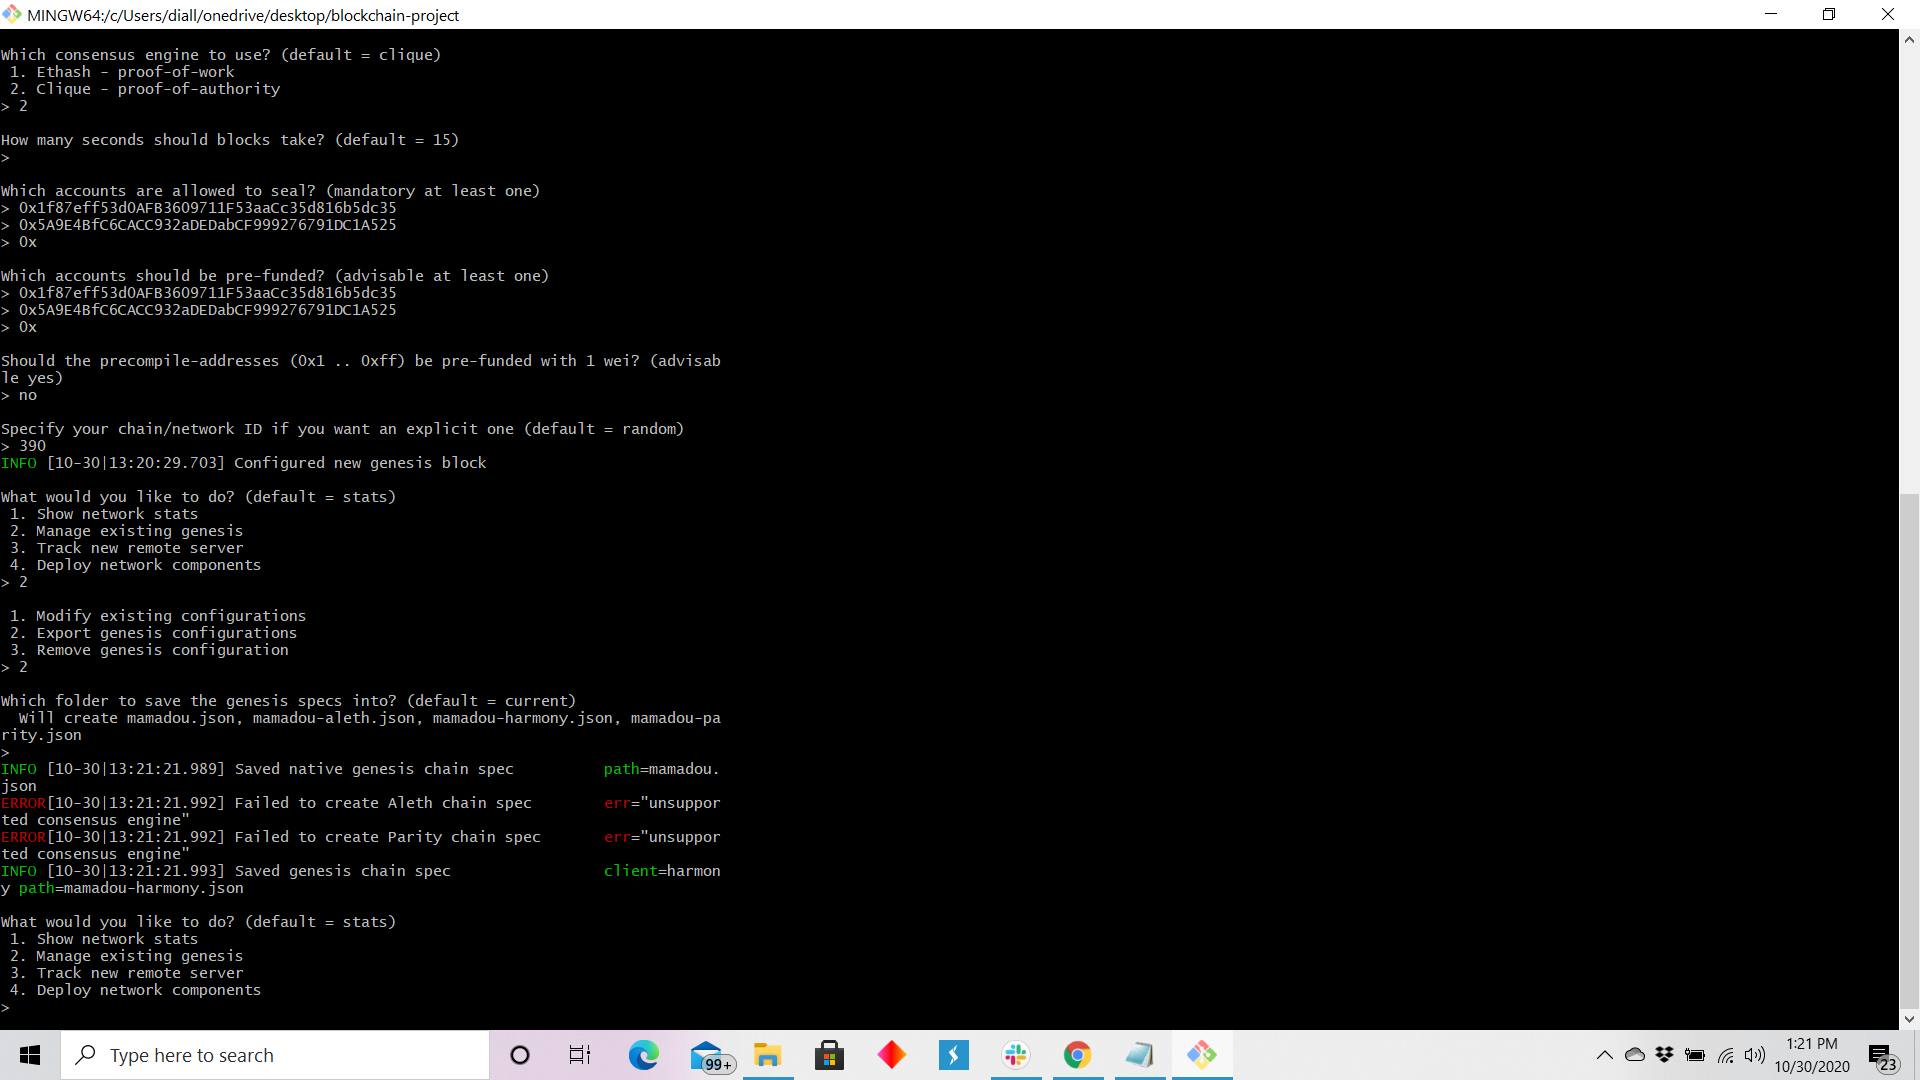 MINGW64:/c/Users/diall/onedrive/desktop/blockchain-project
Which consensus engine to use? (default = clique)
1. Ethash - proof-of-work
2. Clique - proof-of-authority
> 2
How many seconds should blocks take? (default = 15)
>
Which accounts are allowed to seal? (mandatory at least one)
> 0x1f87eff53d0AFB3609711F53aaCc35d816b5dc35
> 0x5A9E4BfC6CACC932aDEDabCF999276791DC1A525
> 0x
Which accounts should be pre-funded? (advisable at least one)
> 0x1f87eff53d0AFB3609711F53aaCc35d816b5dc35
> 0x5A9E4BfC6CACC932aDEDabCF999276791DC1A525
> 0x
Should the precompile-addresses (0x1 .. 0xff) be pre-funded with 1 wei? (advisab
le yes)
> no
Specify your chain/network ID if you want an explicit one (default = random)
> 390
INFO [10-30|13:20:29.703] Configured new genesis block
What would you like to do? (default = stats)
1. Show network stats
2. Manage existing genesis
3. Track new remote server
4. Deploy network components
> 2
1. Modify existing configurations
2. Export genesis configurations
3. Remove genesis configuration
> 2
Which folder to save the genesis specs into? (default = current)
Will create mamadou.json, mamadou-aleth.json, mamadou-harmony.json, mamadou-pa
rity.json
>
INFO [10-30|13:21:21.989] Saved native genesis chain spec path=mamadou.
json
ERROR[10-30|13:21:21.992] Failed to create Aleth chain spec err="unsuppor
ted consensus engine"
ERROR[10-30|13:21:21.992] Failed to create Parity chain spec err="unsuppor
ted consensus engine"
INFO [10-30|13:21:21.993] Saved genesis chain spec client=harmon
y path=mamadou-harmony.json
What would you like to do? (default = stats)
1. Show network stats
2. Manage existing genesis
3. Track new remote server
4. Deploy network components
>
Type here to search
99+
1:21 PM
10/30/2020
23